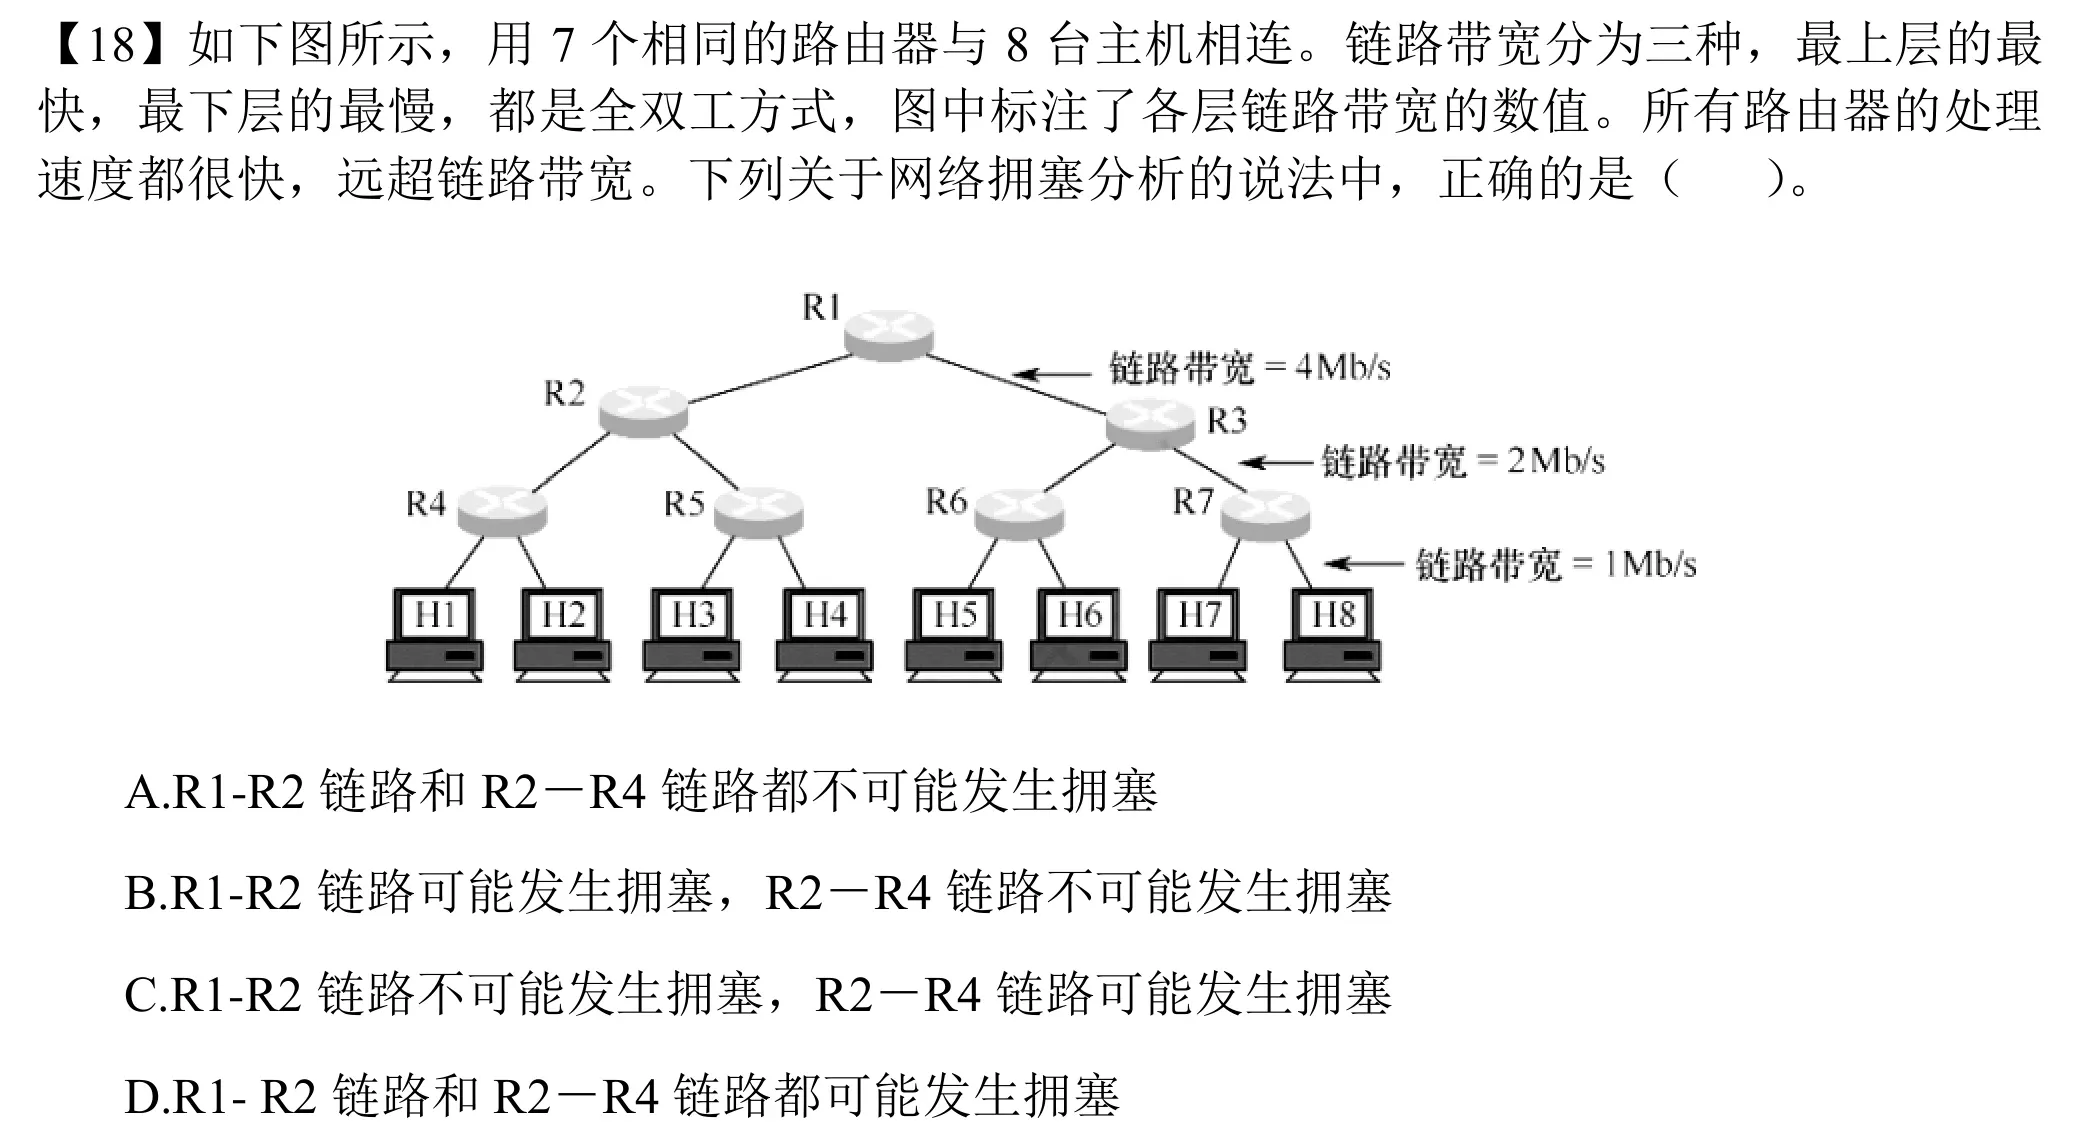 【18】如下图所示，用 7 个相同的路由器与 8 台主机相连。链路带宽分为三种，最上层的最
快，最下层的最慢，都是全双工方式，图中标注了各层链路带宽的数值。所有路由器的处理
速度都很快，远超链路带宽。下列关于网络拥塞分析的说法中，正确的是（　　）。
R1
链路带宽 = 4Mb/s
R2
R3
链路带宽 = 2Mb/s
R4
R5
R6
R7
链路带宽 = 1Mb/s
H1
H2
H3
H4
H5
H6
H7
H8
A.R1-R2 链路和 R2－R4 链路都不可能发生拥塞
B.R1-R2 链路可能发生拥塞，R2－R4 链路不可能发生拥塞
C.R1-R2 链路不可能发生拥塞，R2－R4 链路可能发生拥塞
D.R1- R2 链路和 R2－R4 链路都可能发生拥塞